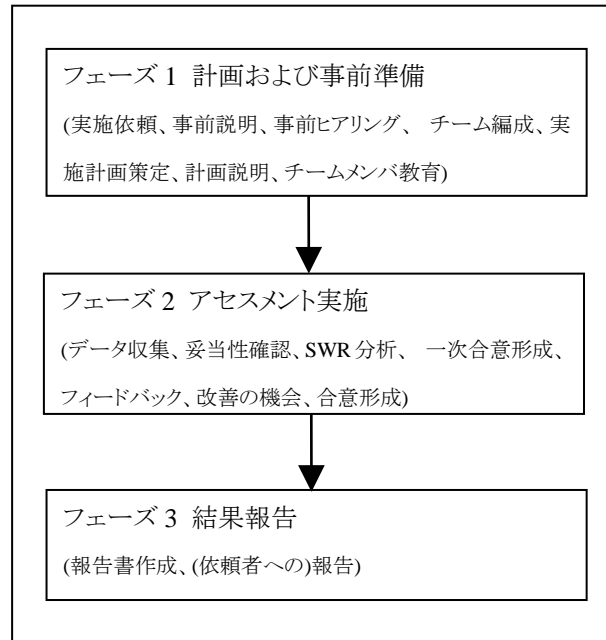 フェーズ 1 計画および事前準備
(実施依頼、事前説明、事前ヒアリング、 チーム編成、実
施計画策定、計画説明、チームメンバ教育)
フェーズ 2 アセスメント実施
(データ収集、妥当性確認、SWR 分析、 一次合意形成、
フィードバック、改善の機会、合意形成)
フェーズ 3 結果報告
(報告書作成、(依頼者への)報告)